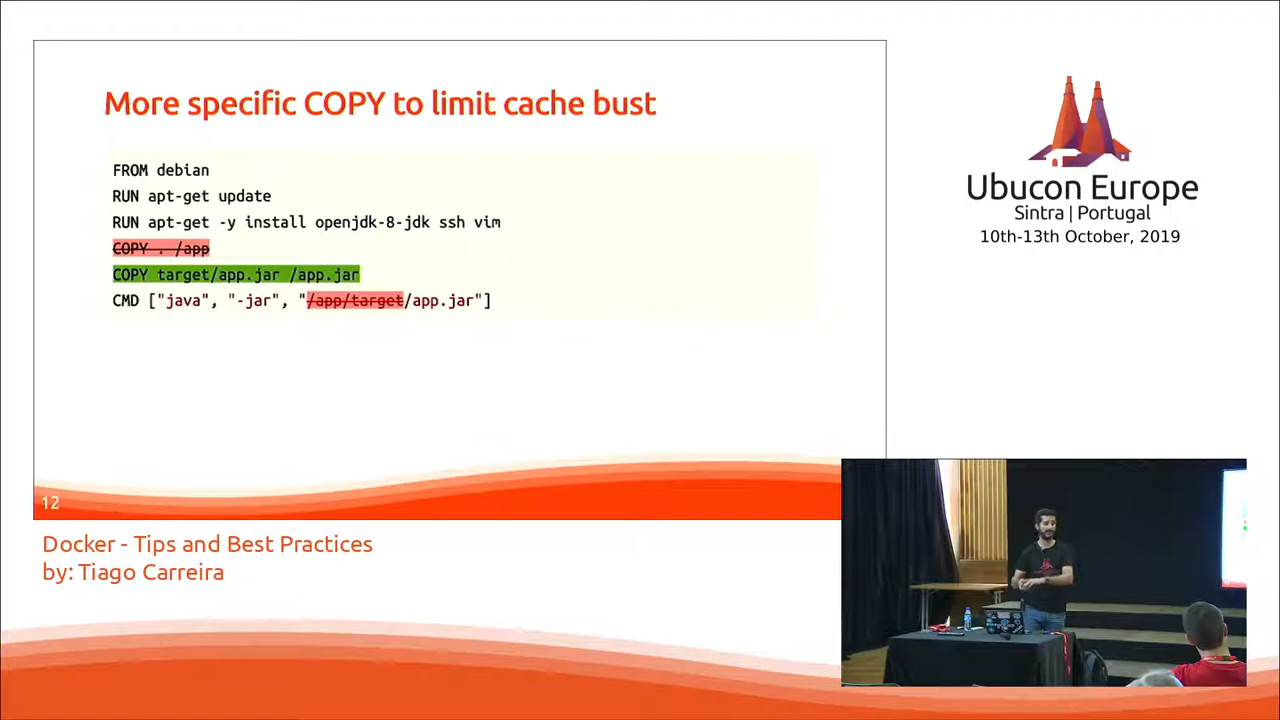 More specific COPY to limit cache bust
FROM debian
RUN apt-get update
RUN apt-get -y install openjdk-8-jdk ssh vim
COPY . /app
COPY target/app.jar /app.jar
CMD ["java", "-jar", "/app/target/app.jar"]
12
Docker - Tips and Best Practices
by: Tiago Carreira
Ubucon Europe
Sintra | Portugal
10th-13th October, 2019